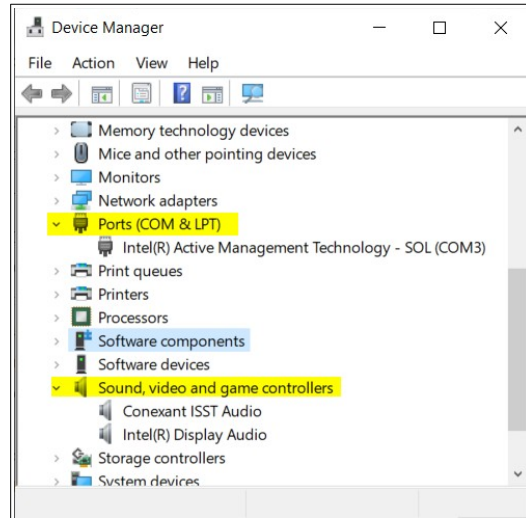 Device Manager
File Action View Help
Memory technology devices
Mice and other pointing devices
Monitors
Network adapters
Ports (COM & LPT)
Intel(R) Active Management Technology - SOL (COM3)
Print queues
Printers
Processors
Software components
Software devices
Sound, video and game controllers
Conexant ISST Audio
Intel(R) Display Audio
Storage controllers
System devices